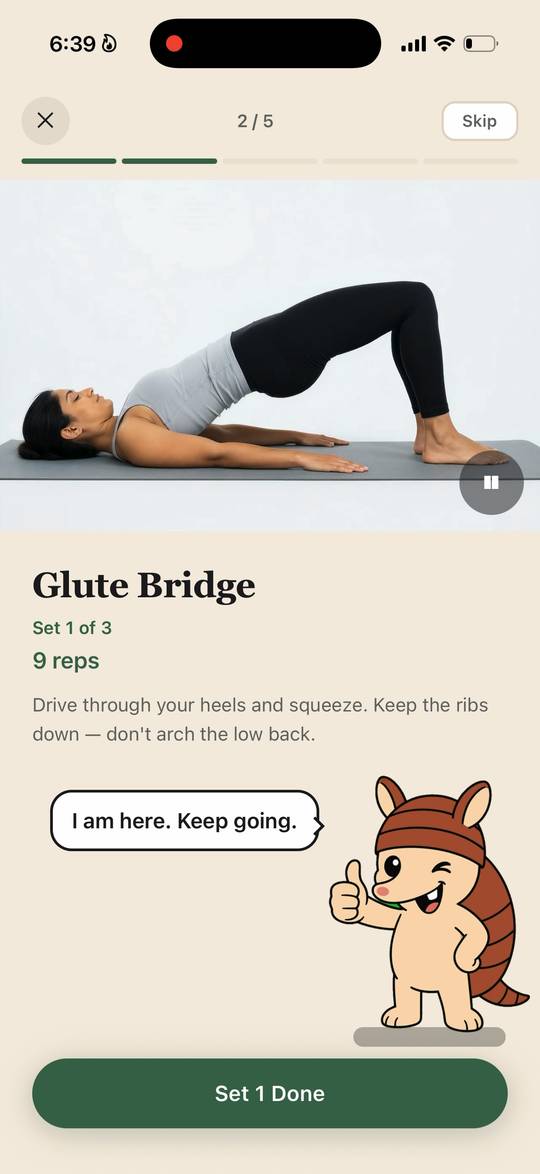 6:39
2 / 5
Skip
Glute Bridge
Set 1 of 3
9 reps
Drive through your heels and squeeze. Keep the ribs
down — don't arch the low back.
I am here. Keep going.
Set 1 Done